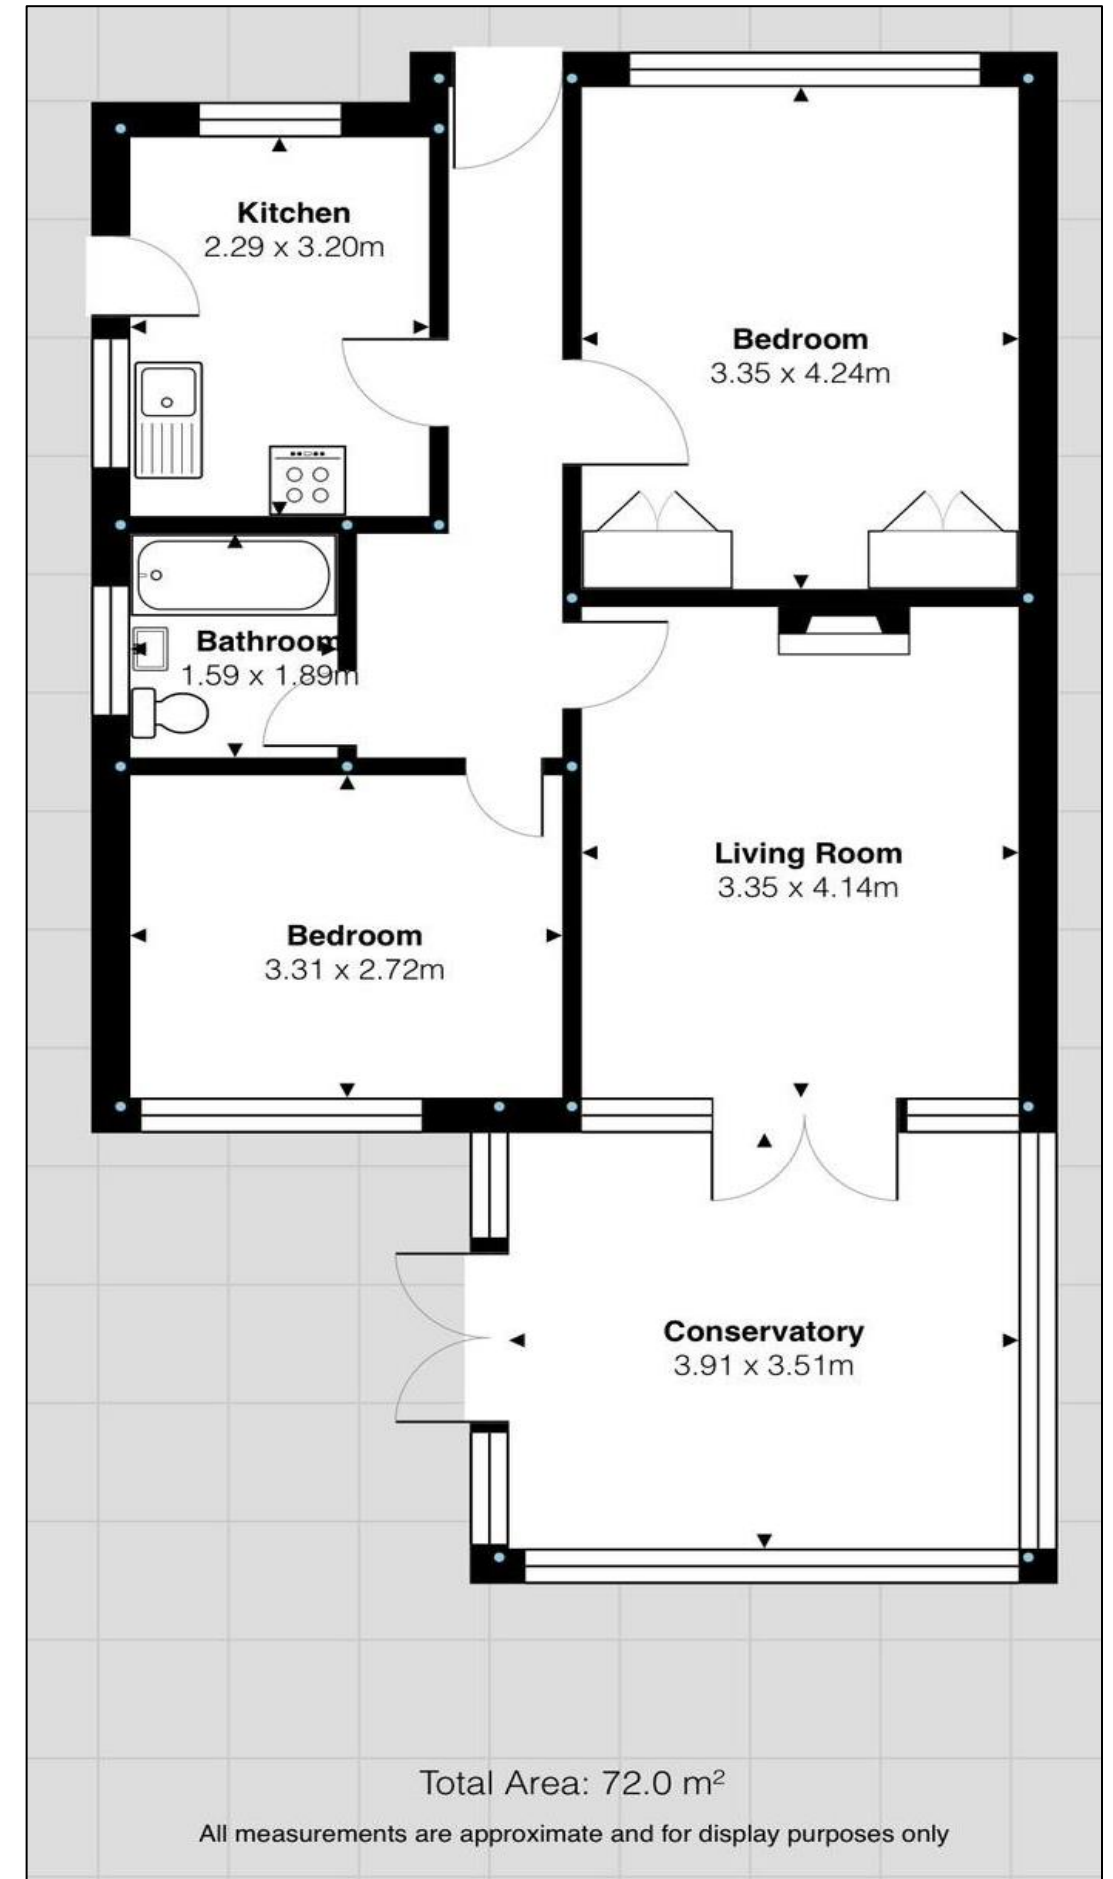 Kitchen
2.29 x 3.20m
Bedroom
3.35 x 4.24m
Bathroom
1.59 x 1.89m
Living Room
3.35 x 4.14m
Bedroom
3.31 x 2.72m
Conservatory
3.91 x 3.51m
Total Area: 72.0 m²
All measurements are approximate and for display purposes only